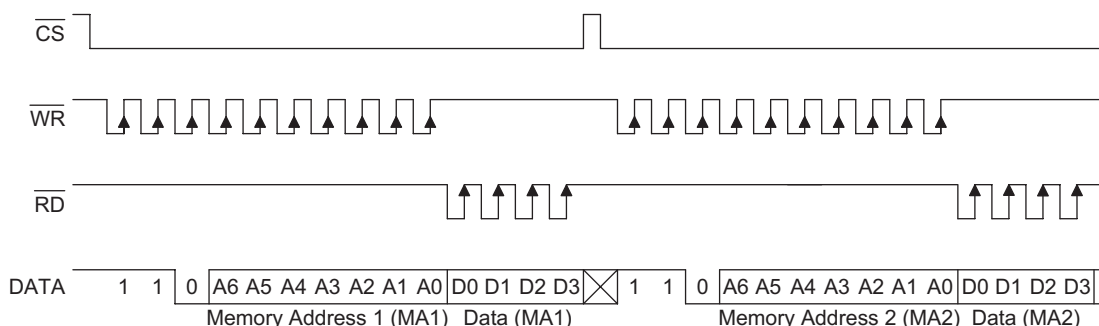 CS
WR
RD
DATA 1 1 0 A6 A5 A4 A3 A2 A1 A0 D0 D1 D2 D3 1 1 0 A6 A5 A4 A3 A2 A1 A0 D0 D1 D2 D3
Memory Address 1 (MA1) Data (MA1) Memory Address 2 (MA2) Data (MA2)